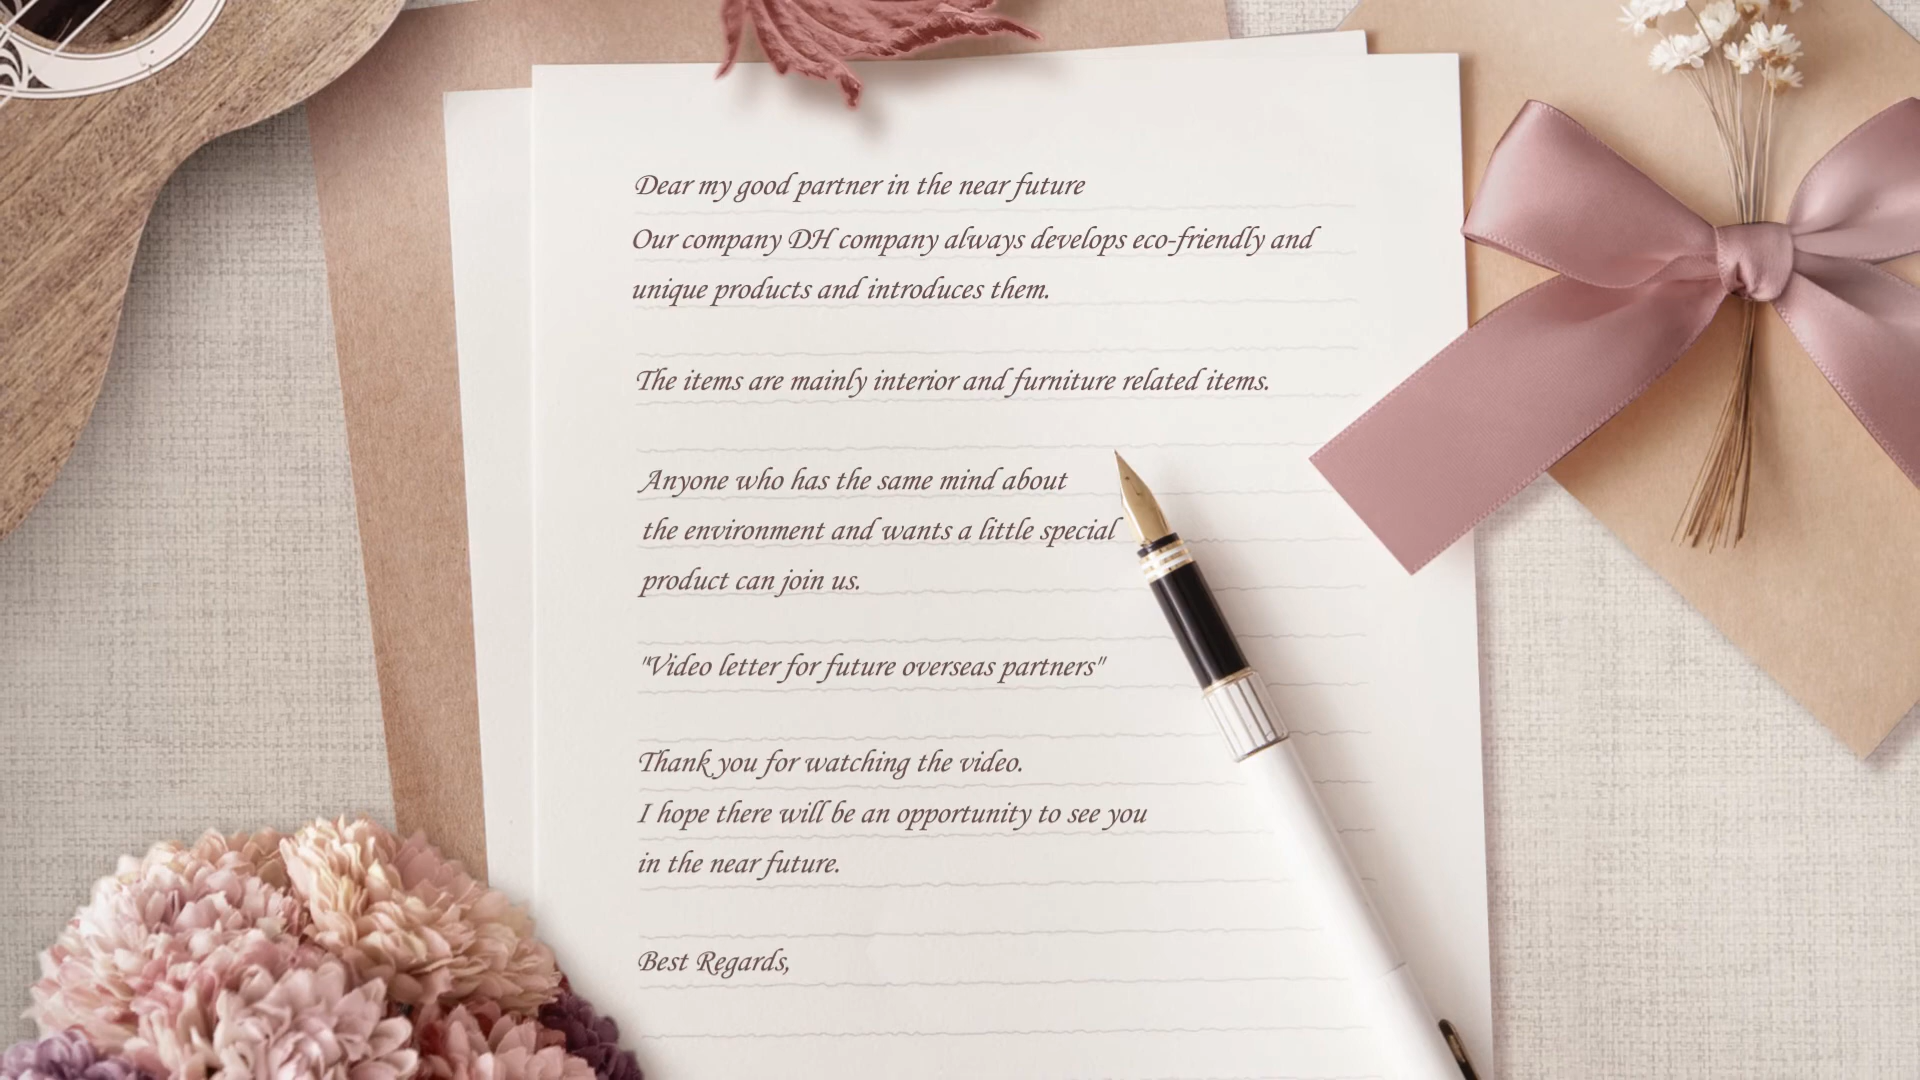 Dear my good partner in the near future
Our company DH company always develops eco-friendly and
unique products and introduces them.
The items are mainly interior and furniture related items.
Anyone who has the same mind about
the environment and wants a little special
product can join us.
"Video letter for future overseas partners"
Thank you for watching the video.
I hope there will be an opportunity to see you
in the near future.
Best Regards,